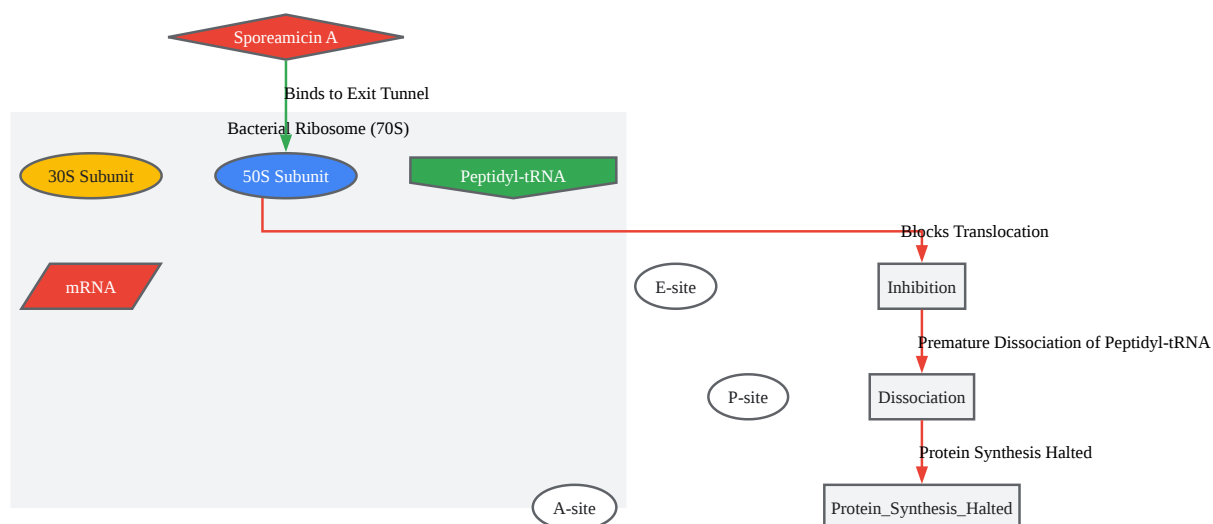 Sporeamicin A
Binds to Exit Tunnel
Bacterial Ribosome (70S)
30S Subunit
50S Subunit
Peptidyl-tRNA
Blocks Translocation
mRNA
E-site
Inhibition
Premature Dissociation of Peptidyl-tRNA
P-site
Dissociation
Protein Synthesis Halted
A-site
Protein_Synthesis_Halted